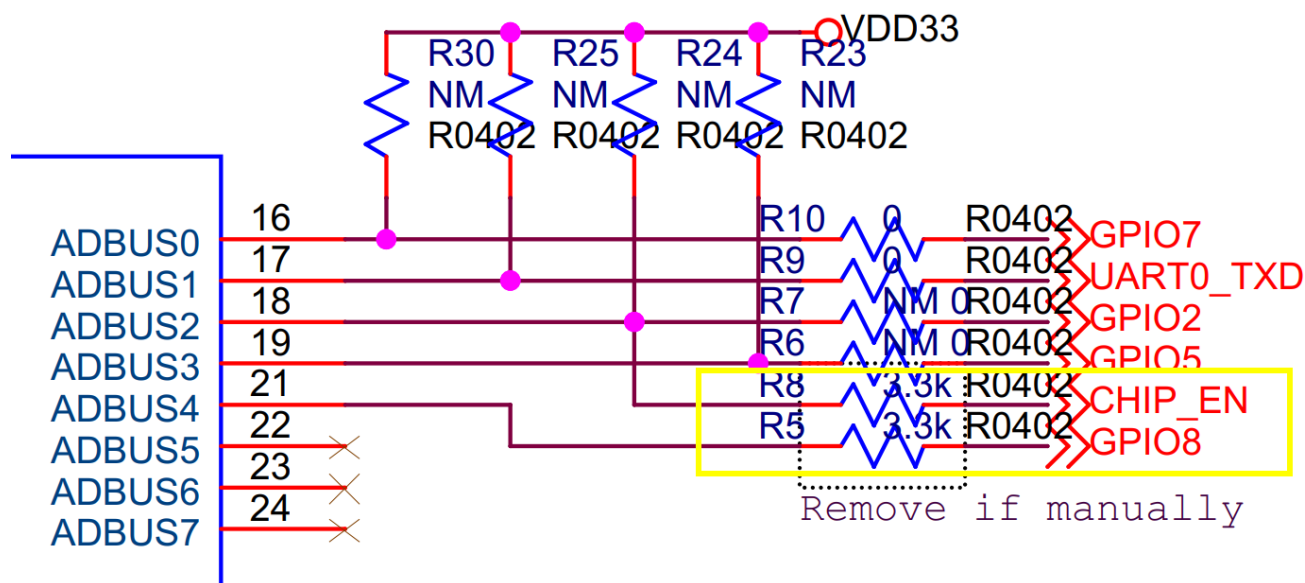 VDD33
R30 R25 R24 R23
NM NM NM NM
R0402 R0402 R0402 R0402
ADBUS0 16 R10 0 R0402 GPIO7
ADBUS1 17 R9 0 R0402 UART0_TXD
ADBUS2 18 R7 NM 0 R0402 GPIO2
ADBUS3 19 R6 NM 0 R0402 GPIO5
ADBUS4 21 R8 3.3k R0402 CHIP_EN
ADBUS5 22 R5 3.3k R0402 GPIO8
ADBUS6 23
ADBUS7 24
Remove if manually